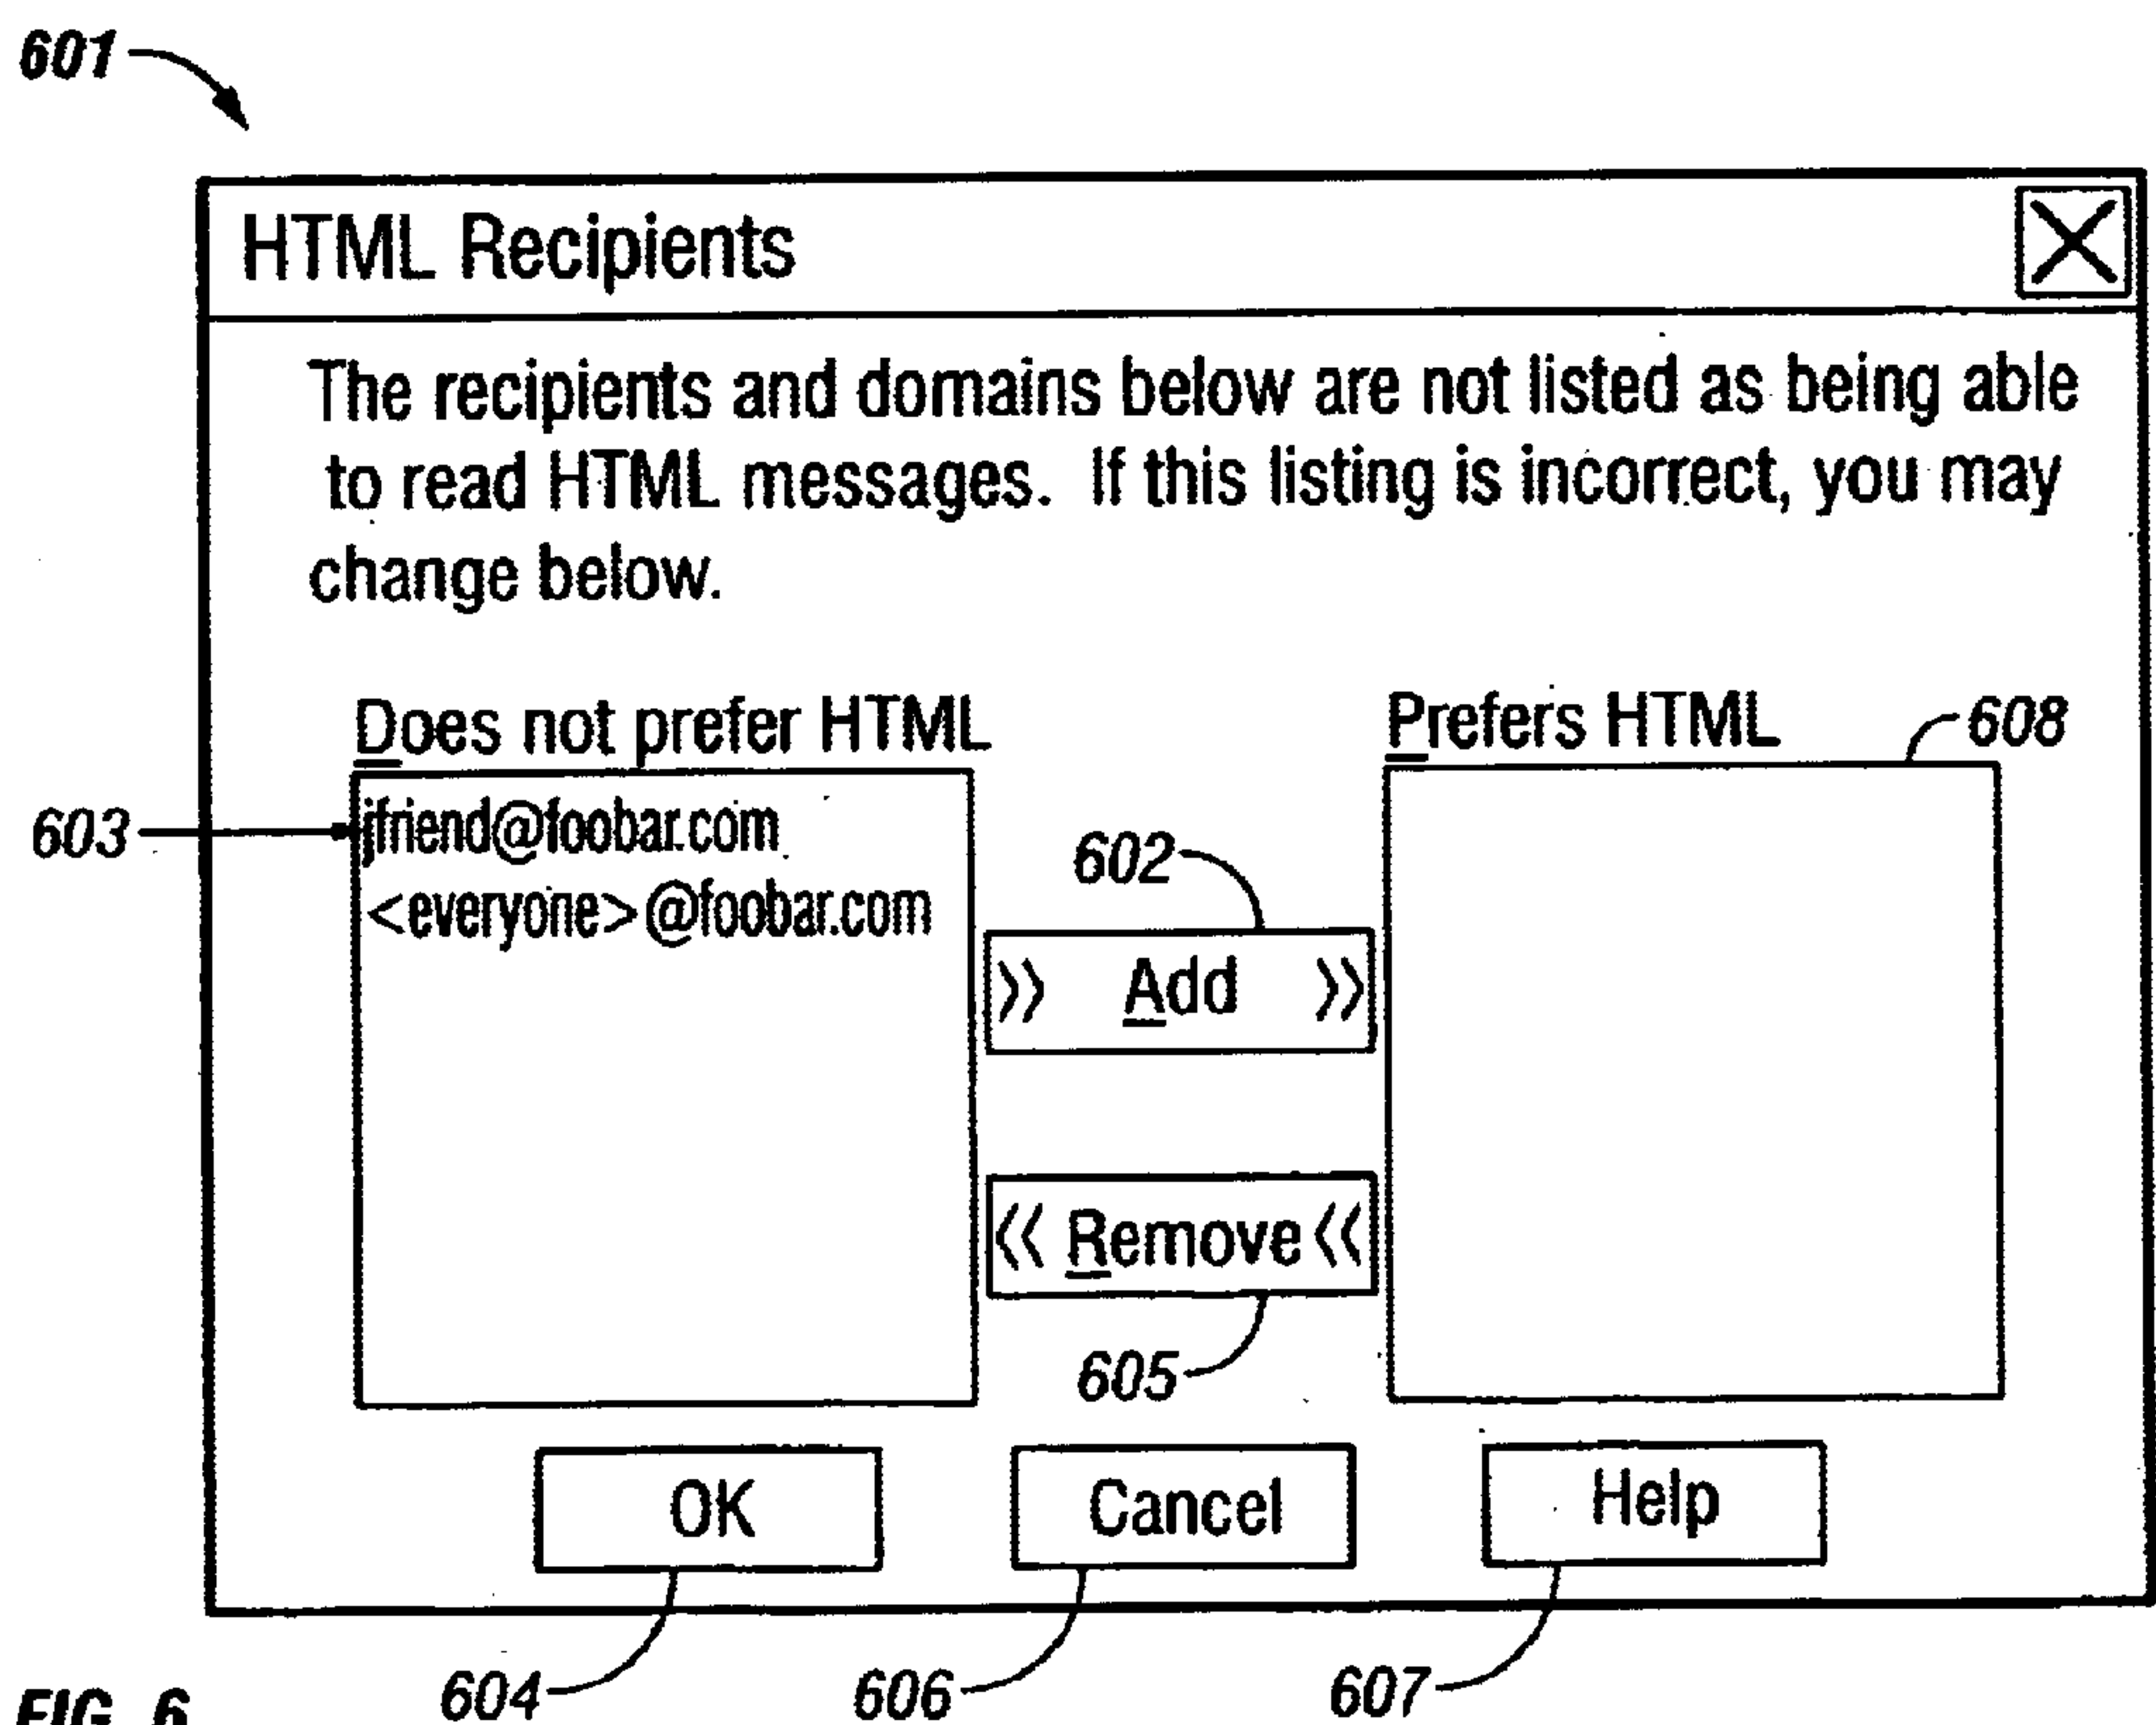 601
HTML Recipients
The recipients and domains below are not listed as being able
to read HTML messages. If this listing is incorrect, you may
change below.
Does not prefer HTML
Prefers HTML
608
603
jfriend@foobar.com
<everyone>@foobar.com
602
>> Add >>
<< Remove <<
605
OK
Cancel
Help
604
606
607
FIG. 6